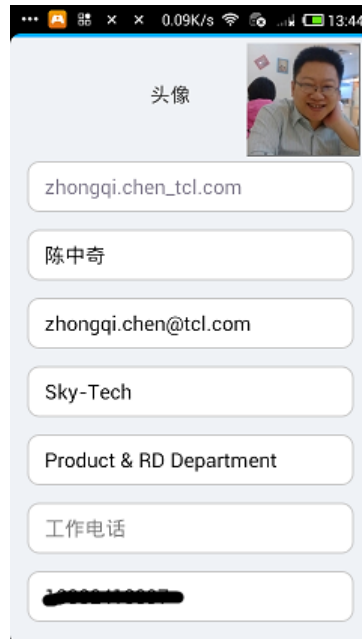 0.09K/s 13:44
头像
zhongqi.chen_tcl.com
陈中奇
zhongqi.chen@tcl.com
Sky-Tech
Product & RD Department
工作电话